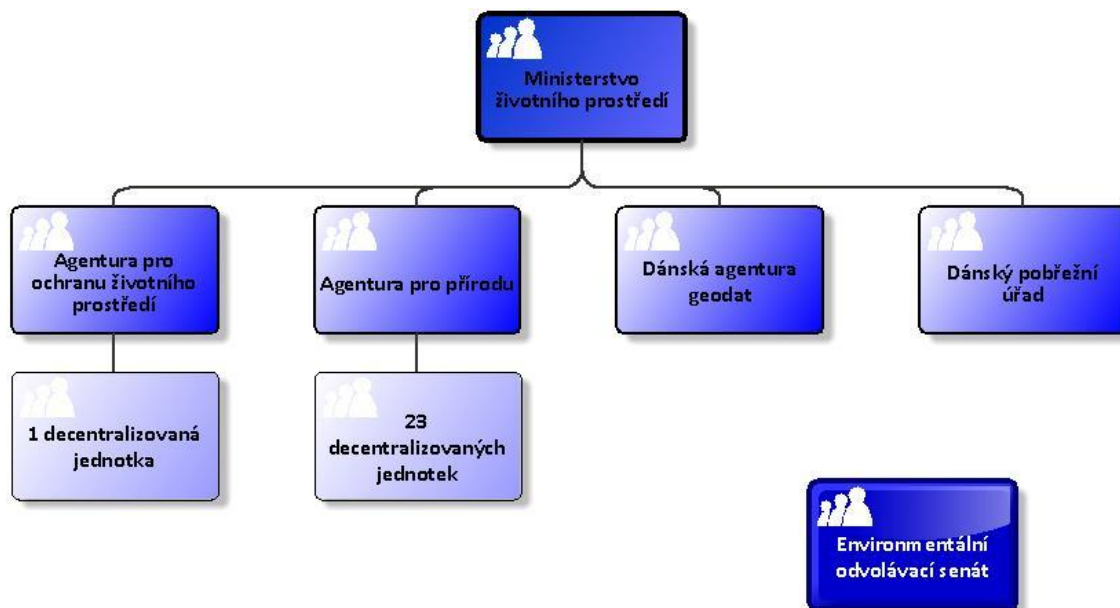 Ministerstvo
životního prostředí
Agentura pro
ochranu životního
prostředí
Agentura pro přírodu
Dánská agentura
geodat
Dánský pobřežní
úřad
1 decentralizovaná
jednotka
23
decentralizovaných
jednotek
Environmentální
odvolávací senát